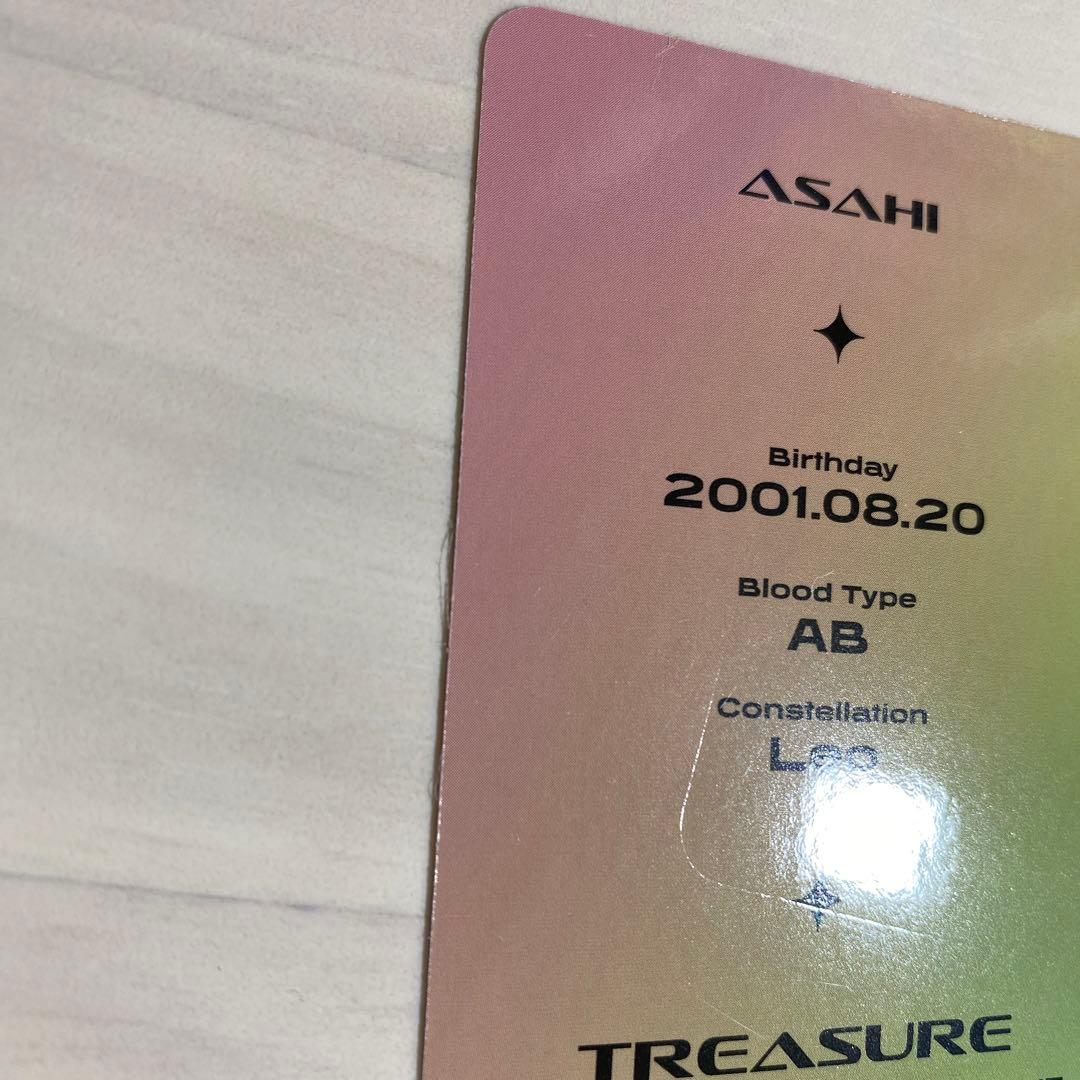 ASAHI
Birthday
2001.08.20
Blood Type
AB
Constellation
Leo
TREASURE